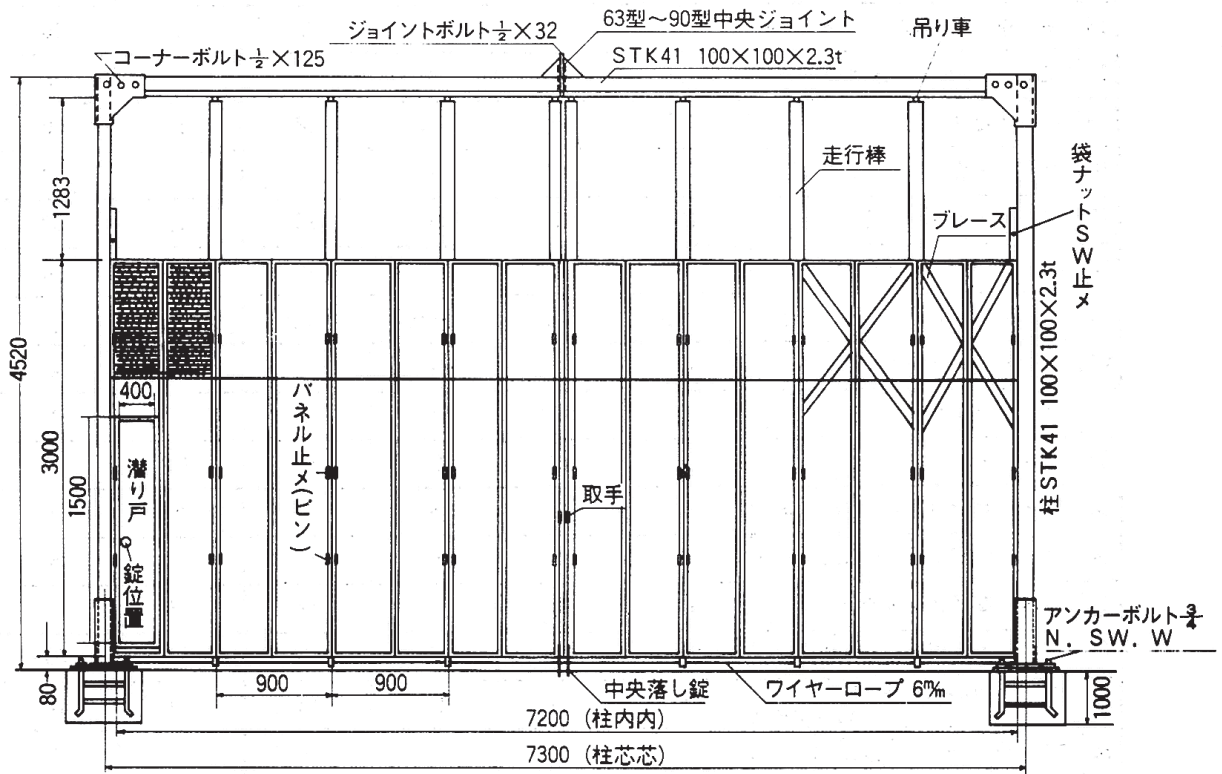 ジョイントボルト½×32
63型～90型中央ジョイント
吊り車
コーナーボルト½×125
STK41 100×100×2.3t
走行棒
袋ナットSW止メ
1283
ブレース
柱STK41 100×100×2.3t
4520
3000
400
1500
パネル止メ(ピン)
潜り戸
取手
錠位置
アンカーボルト¾
N．SW．W
80
900
900
中央落し錠
ワイヤーロープ 6㎜
1000
7200 (柱内内)
7300 (柱芯芯)